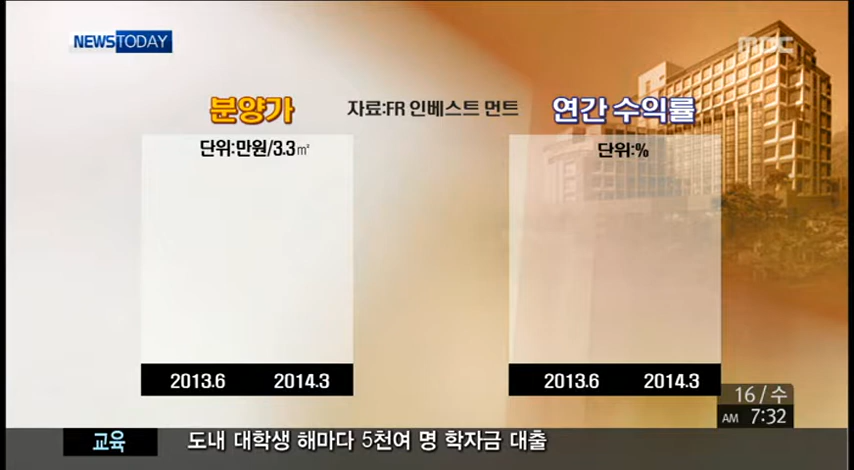 NEWSTODAY
MBC
분양가
자료:FR 인베스트 먼트
연간 수익률
단위:만원/3.3㎡
단위:%
2013.6 2014.3
2013.6 2014.3
16 / 수
AM 7:32
교육
도내 대학생 해마다 5천여 명 학자금 대출